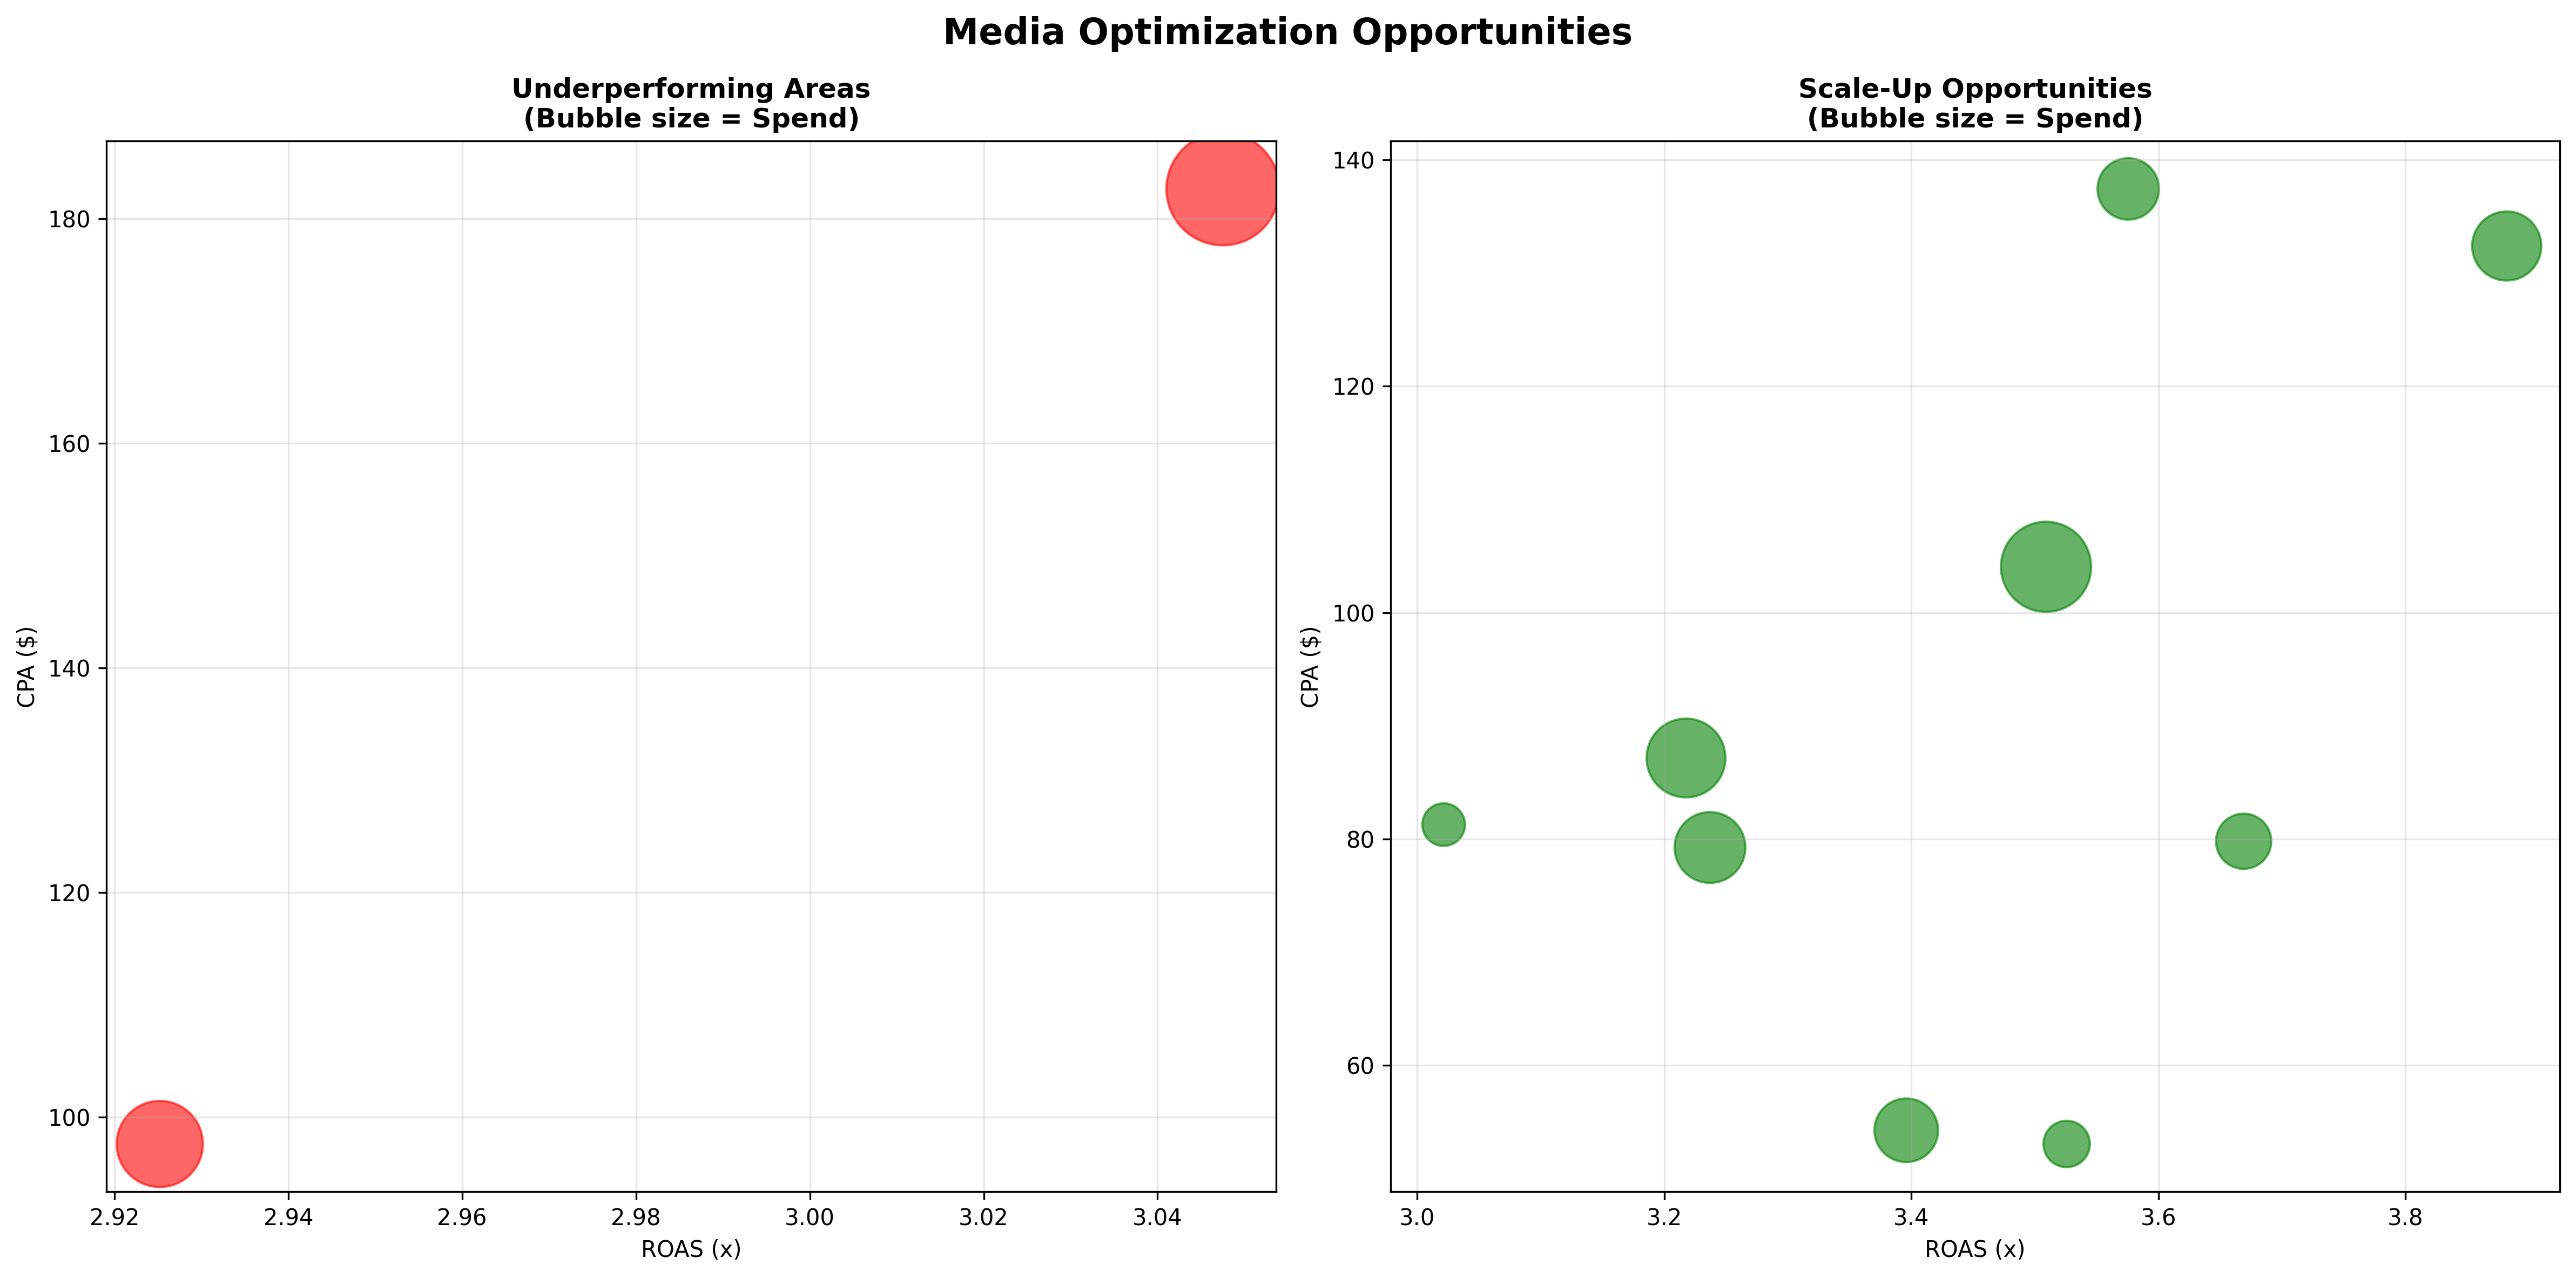 Media Optimization Opportunities
Underperforming Areas
(Bubble size = Spend)
CPA ($)
180
160
140
120
100
2.92 2.94 2.96 2.98 3.00 3.02 3.04
ROAS (x)
Scale-Up Opportunities
(Bubble size = Spend)
CPA ($)
140
120
100
80
60
3.0 3.2 3.4 3.6 3.8
ROAS (x)